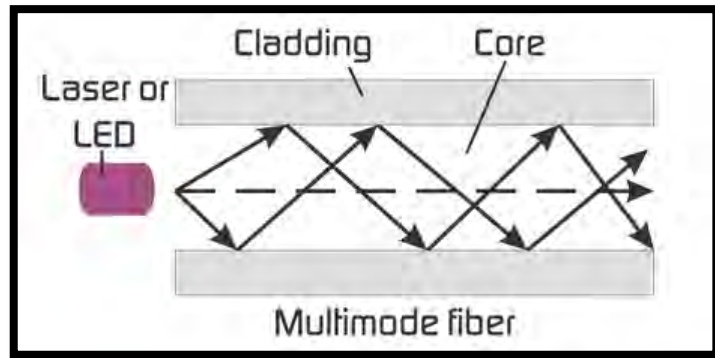 Cladding
Core
Laser or
LED
Multimode fiber